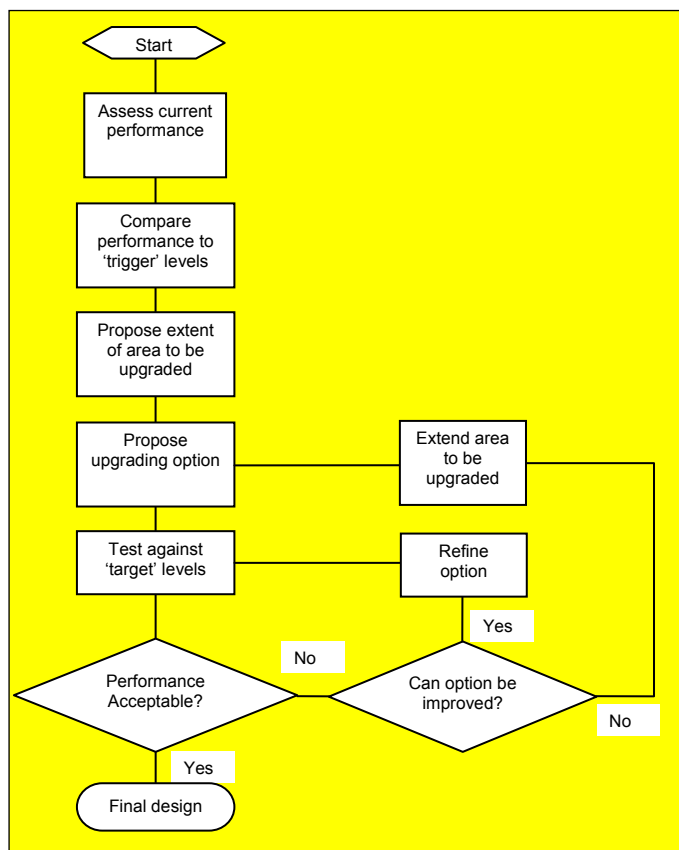 Start
Assess current
performance
Compare
performance to
‘trigger’ levels
Propose extent
of area to be
upgraded
Propose
upgrading option
Extend area
to be
upgraded
Test against
‘target’ levels
Refine
option
Yes
No
Performance
Acceptable?
Can option be
improved?
No
Yes
Final design